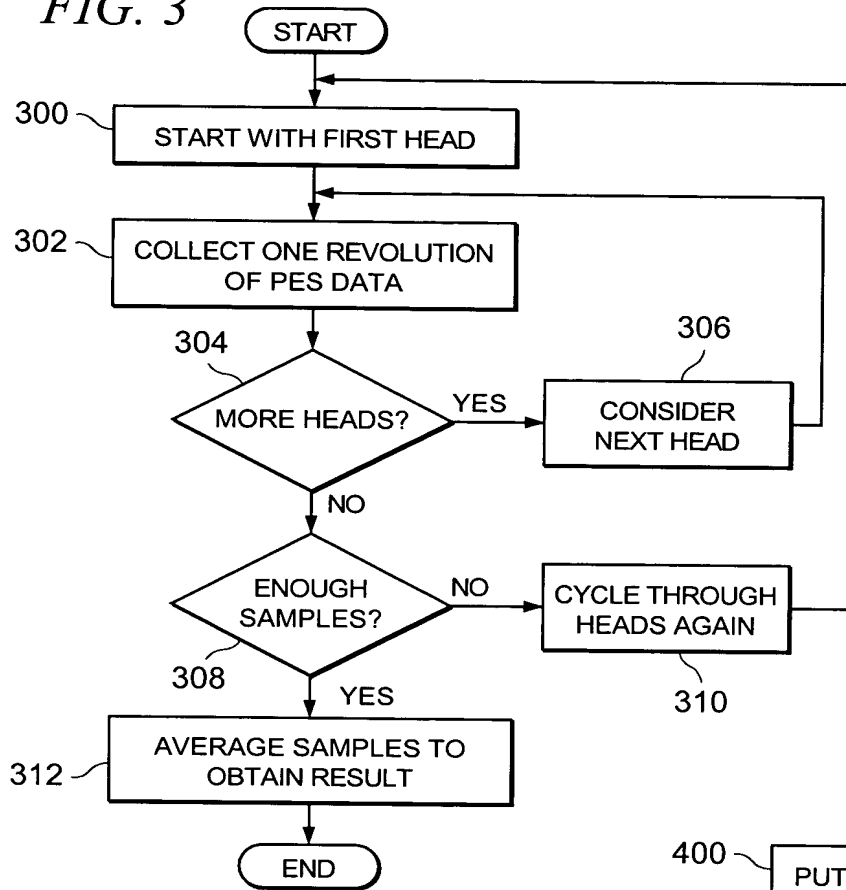 FIG. 3
START
300
START WITH FIRST HEAD
302
COLLECT ONE REVOLUTION
OF PES DATA
304
MORE HEADS?
YES
306
CONSIDER
NEXT HEAD
NO
ENOUGH
SAMPLES?
308
NO
CYCLE THROUGH
HEADS AGAIN
310
YES
312
AVERAGE SAMPLES TO
OBTAIN RESULT
END
400
PUT